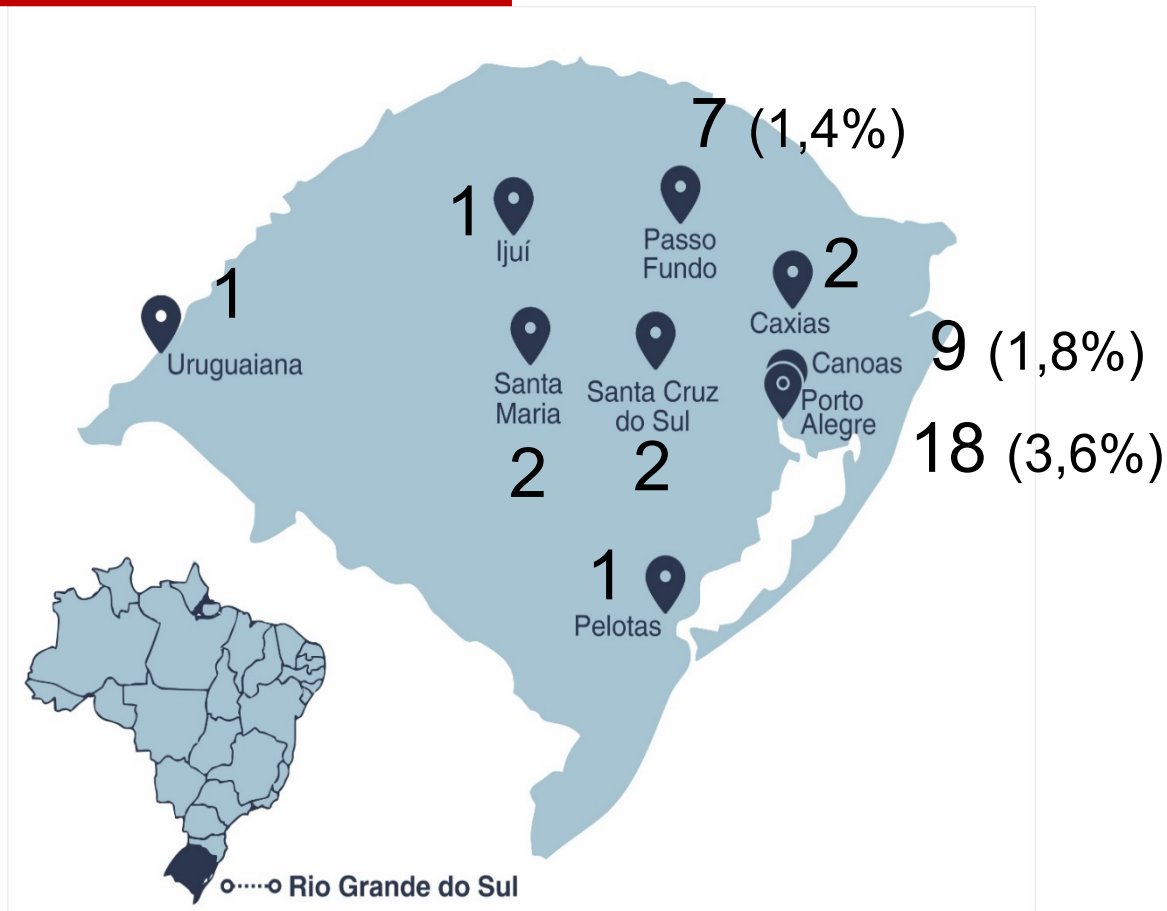 7 (1,4%)
1
Ijuí
Passo
Fundo
2
Caxias
1
Uruguaiana
9 (1,8%)
Canoas
Santa
Maria
2
Santa Cruz
do Sul
2
Porto
Alegre
18 (3,6%)
1
Pelotas
Rio Grande do Sul